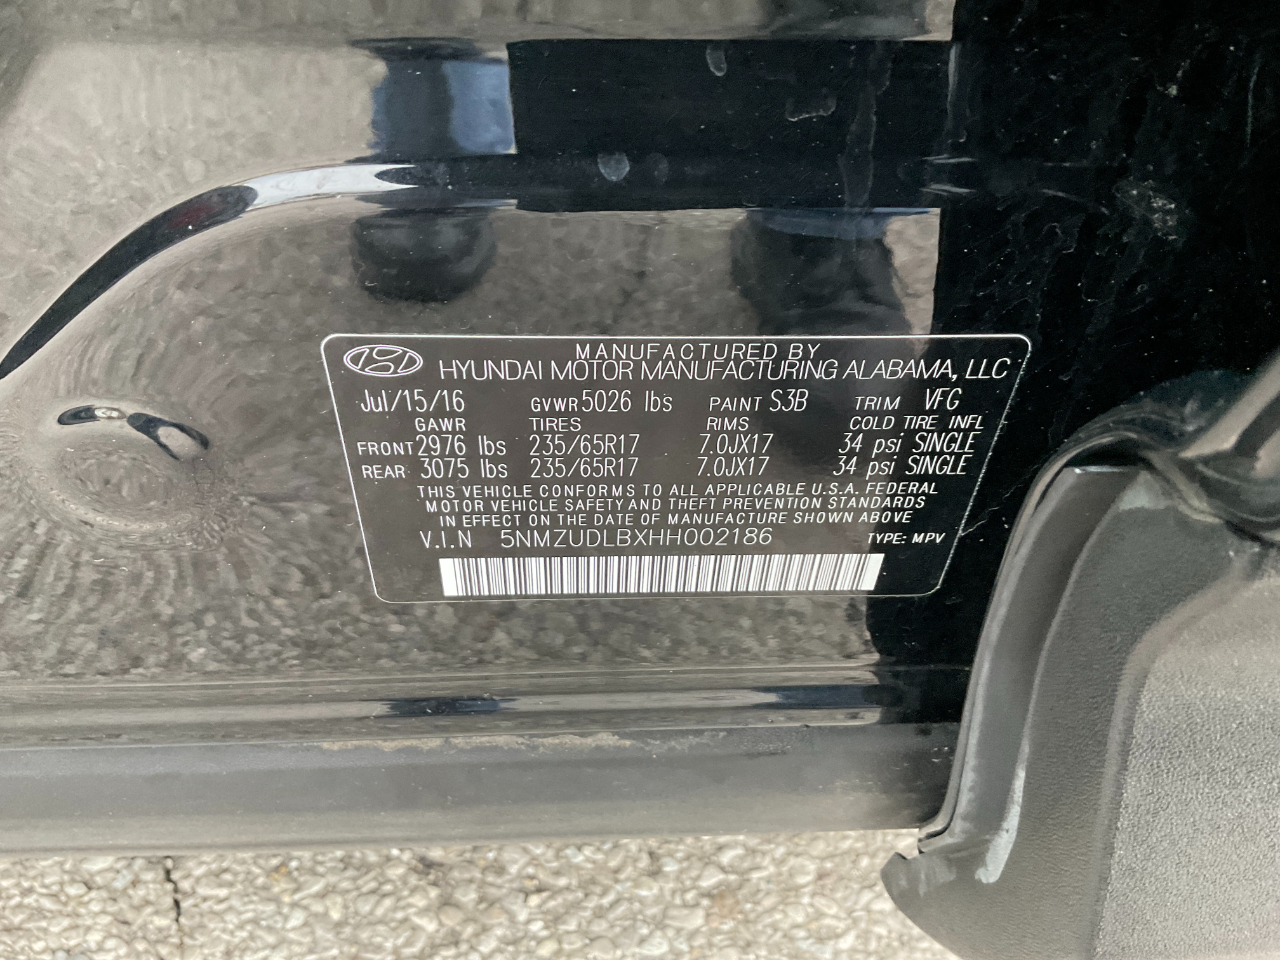 MANUFACTURED BY
HYUNDAI MOTOR MANUFACTURING ALABAMA, LLC
Jul/15/16 GVWR 5026 lbs PAINT S3B TRIM VFG
GAWR TIRES RIMS COLD TIRE INFL
FRONT 2976 lbs 235/65R17 7.0JX17 34 psi SINGLE
REAR 3075 lbs 235/65R17 7.0JX17 34 psi SINGLE
THIS VEHICLE CONFORMS TO ALL APPLICABLE U.S.A. FEDERAL
MOTOR VEHICLE SAFETY AND THEFT PREVENTION STANDARDS
IN EFFECT ON THE DATE OF MANUFACTURE SHOWN ABOVE
V.I.N 5NMZUDLBXHH002186 TYPE: MPV